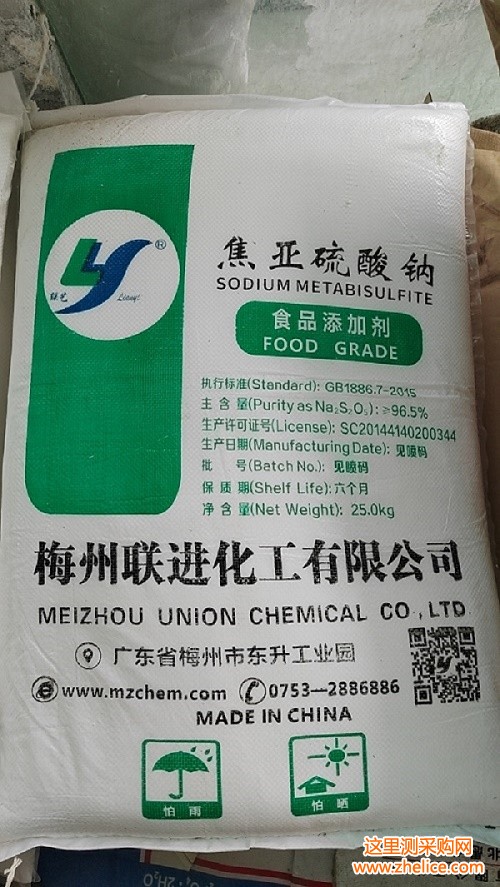 联艺
Lianyi
®
焦亚硫酸钠
SODIUM METABISULFITE
食品添加剂
FOOD GRADE
执行标准(Standard): GB1886.7-2015
主含量(Purity as Na₂S₂O₅): ≥96.5%
生产许可证号(License): SC20144140200344
生产日期(Manufacturing Date): 见喷码
批号(Batch No.): 见喷码
保质期(Shelf Life): 六个月
净含量(Net Weight): 25.0kg
梅州联进化工有限公司
MEIZHOU UNION CHEMICAL CO., LTD
广东省梅州市东升工业园
www.mzchem.com 0753—2886886
MADE IN CHINA
怕雨 怕晒
这里测采购网
www.zhelice.com